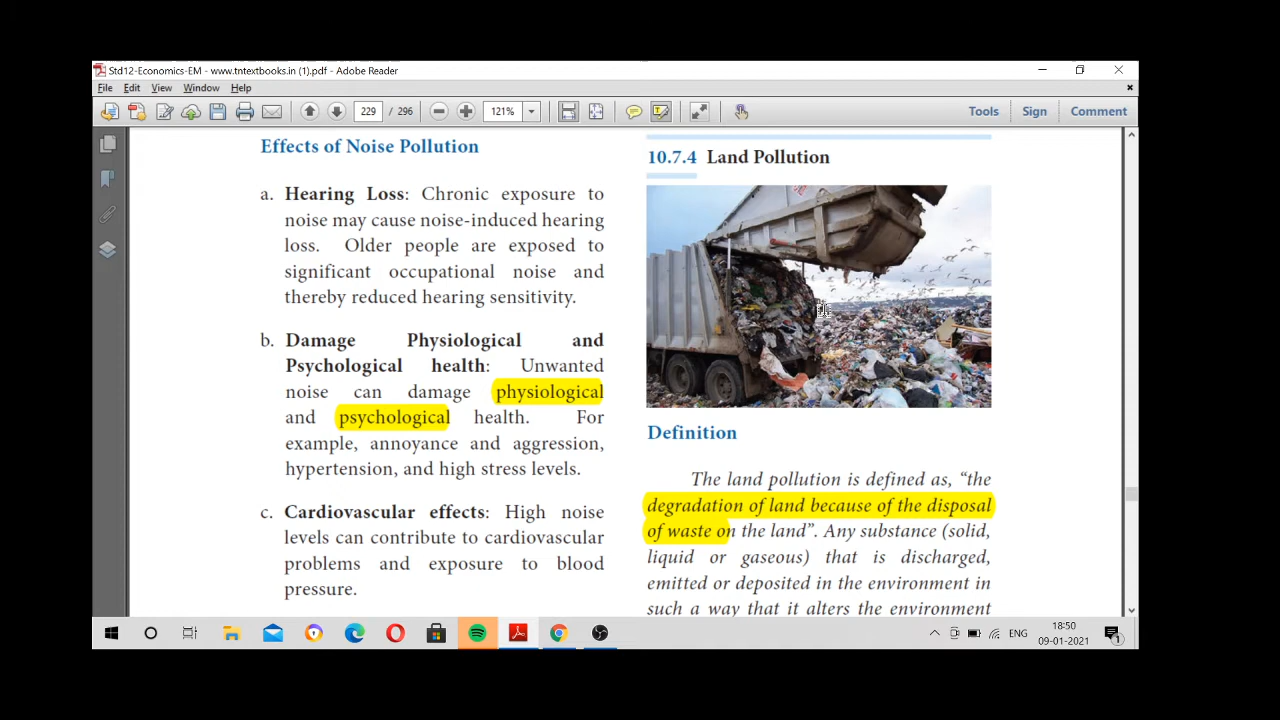 Std12-Economics-EM - www.tntextbooks.in (1).pdf - Adobe Reader
File Edit View Window Help
229 / 296 121% Tools Sign Comment
Effects of Noise Pollution
a. Hearing Loss: Chronic exposure to
noise may cause noise-induced hearing
loss. Older people are exposed to
significant occupational noise and
thereby reduced hearing sensitivity.
b. Damage Physiological and
Psychological health: Unwanted
noise can damage physiological
and psychological health. For
example, annoyance and aggression,
hypertension, and high stress levels.
c. Cardiovascular effects: High noise
levels can contribute to cardiovascular
problems and exposure to blood
pressure.
10.7.4 Land Pollution
Definition
The land pollution is defined as, “the
degradation of land because of the disposal
of waste on the land”. Any substance (solid,
liquid or gaseous) that is discharged,
emitted or deposited in the environment in
such a way that it alters the environment
ENG
18:50
09-01-2021
1